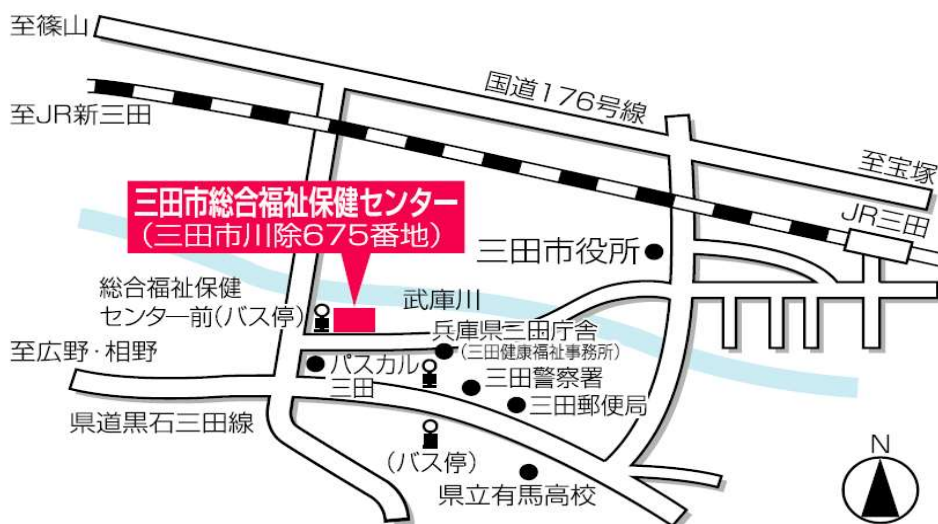 至篠山
国道176号線
至JR新三田
至宝塚
JR三田
三田市総合福祉保健センター
(三田市川除675番地)
三田市役所
総合福祉保健
センター前(バス停)
武庫川
兵庫県三田庁舎
(三田健康福祉事務所)
至広野・相野
パスカル
三田
三田警察署
三田郵便局
県道黒石三田線
(バス停)
県立有馬高校
N